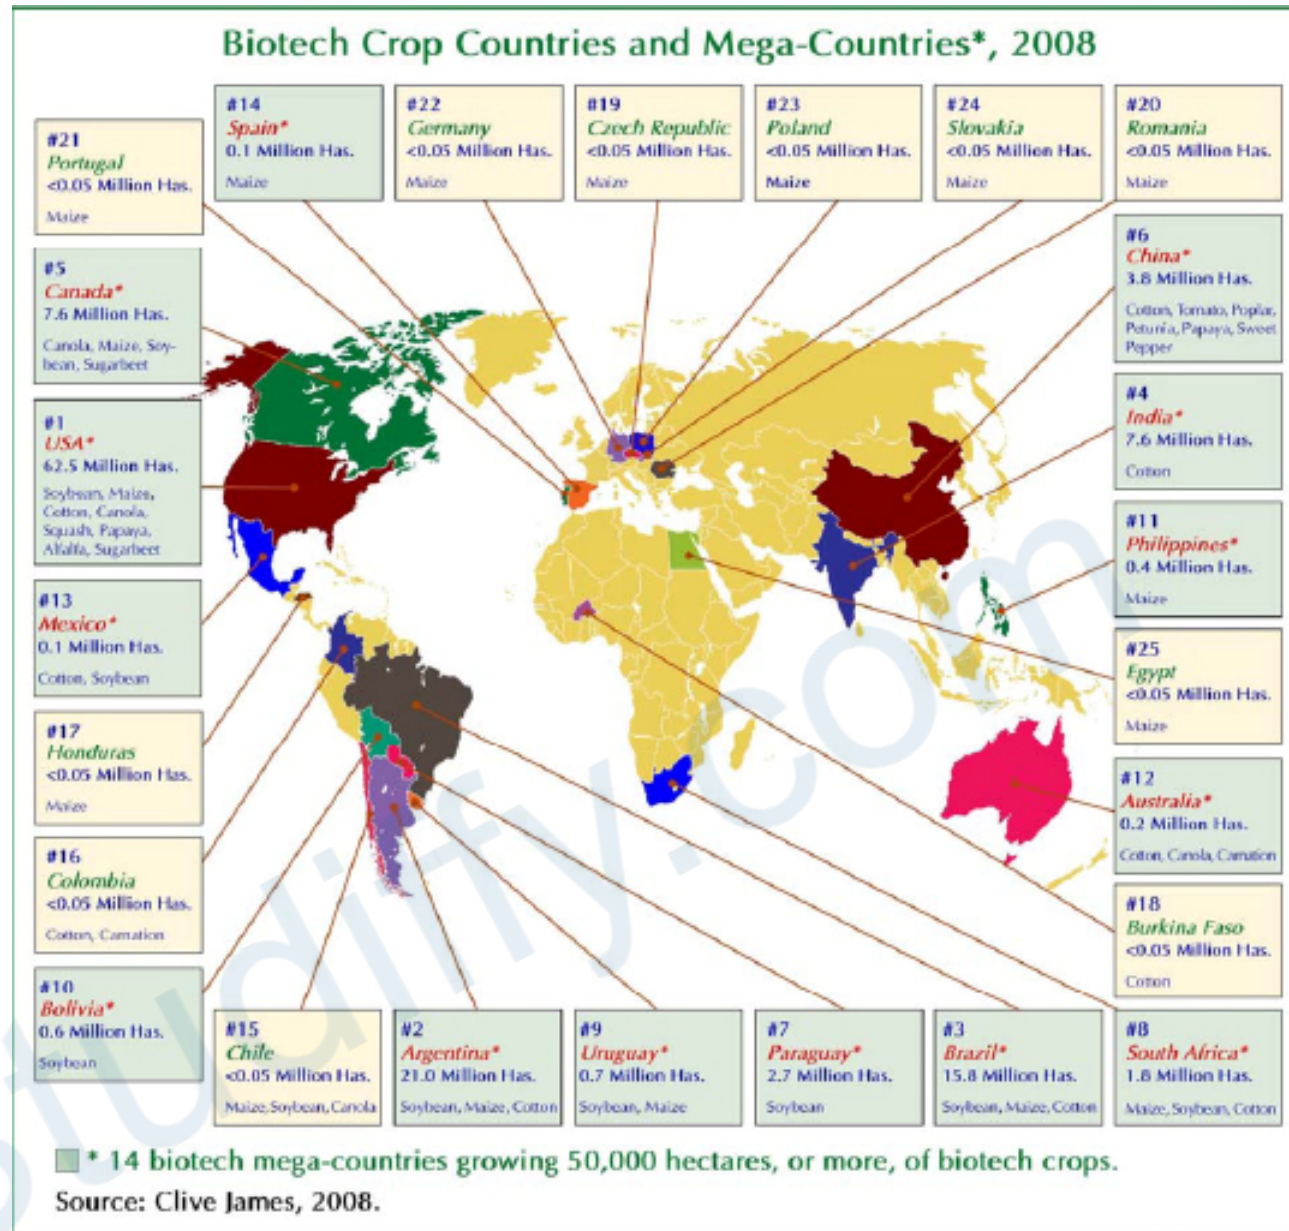 Biotech Crop Countries and Mega-Countries*, 2008
#14
Spain*
0.1 Million Has.
Maize
#22
Germany
<0.05 Million Has.
Maize
#19
Czech Republic
<0.05 Million Has.
Maize
#23
Poland
<0.05 Million Has.
Maize
#24
Slovakia
<0.05 Million Has.
Maize
#20
Romania
<0.05 Million Has.
Maize
#21
Portugal
<0.05 Million Has.
Maize
#5
Canada*
7.6 Million Has.
Canola, Maize, Soy-
bean, Sugarbeet
#1
USA*
62.5 Million Has.
Soybean, Maize,
Cotton, Canola,
Squash, Papaya,
Alfalfa, Sugarbeet
#13
Mexico*
0.1 Million Has.
Cotton, Soybean
#17
Honduras
<0.05 Million Has.
Maize
#16
Colombia
<0.05 Million Has.
Cotton, Carnation
#10
Bolivia*
0.6 Million Has.
Soybean
#6
China*
3.8 Million Has.
Cotton, Tomato, Poplar,
Petunia, Papaya, Sweet
Pepper
#4
India*
7.6 Million Has.
Cotton
#11
Philippines*
0.4 Million Has.
Maize
#25
Egypt
<0.05 Million Has.
Maize
#12
Australia*
0.2 Million Has.
Cotton, Canola, Carnation
#18
Burkina Faso
<0.05 Million Has.
Cotton
#15
Chile
<0.05 Million Has.
Maize, Soybean, Canola
#2
Argentina*
21.0 Million Has.
Soybean, Maize, Cotton
#9
Uruguay*
0.7 Million Has.
Soybean, Maize
#7
Paraguay*
2.7 Million Has.
Soybean
#3
Brazil*
15.8 Million Has.
Soybean, Maize, Cotton
#8
South Africa*
1.8 Million Has.
Maize, Soybean, Cotton
* 14 biotech mega-countries growing 50,000 hectares, or more, of biotech crops.
Source: Clive James, 2008.
studify.com